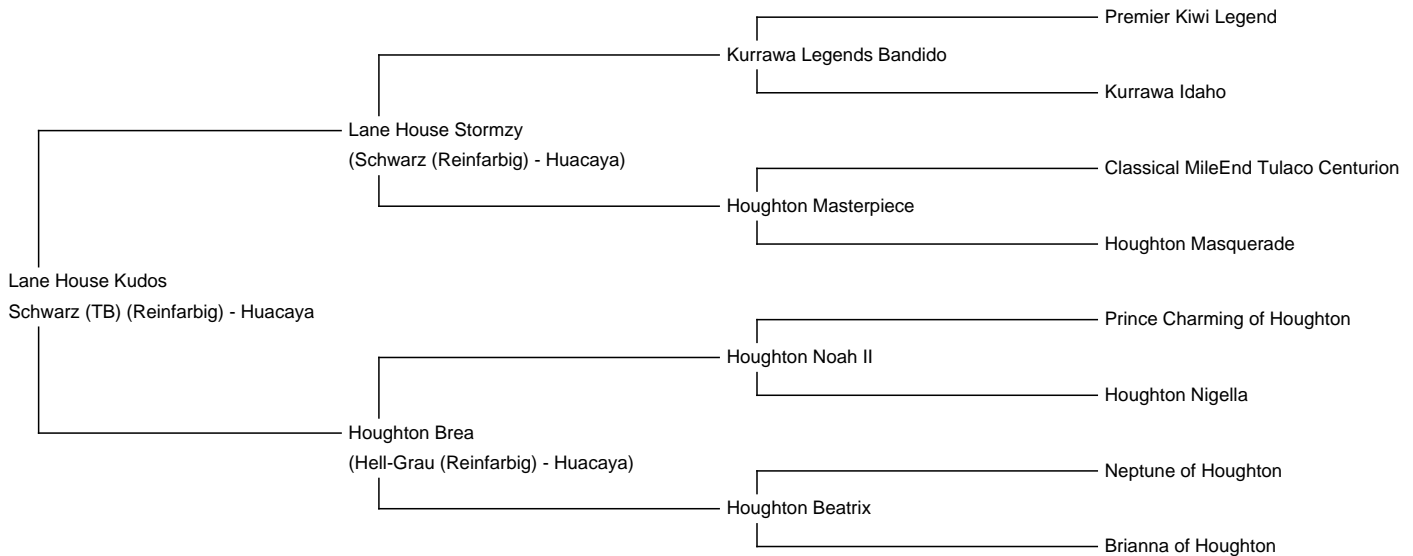 Premier Kiwi Legend
Kurrawa Legends Bandido
Kurrawa Idaho
Lane House Stormzy
(Schwarz (Reinfarbig) - Huacaya)
Classical MileEnd Tulaco Centurion
Houghton Masterpiece
Houghton Masquerade
Lane House Kudos
Schwarz (TB) (Reinfarbig) - Huacaya
Prince Charming of Houghton
Houghton Noah II
Houghton Nigella
Houghton Brea
(Hell-Grau (Reinfarbig) - Huacaya)
Neptune of Houghton
Houghton Beatrix
Brianna of Houghton